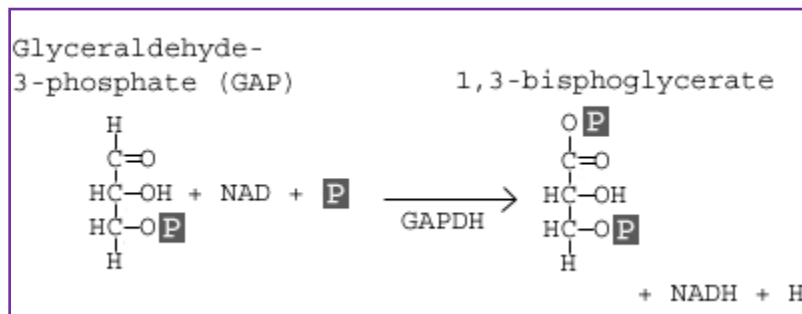 Glyceraldehyde-
3-phosphate (GAP)
1,3-bisphoglycerate
H
C=O
HC-OH + NAD + P
HC-O P
H
GAPDH
O P
C=O
HC-OH
HC-O P
H
+ NADH + H